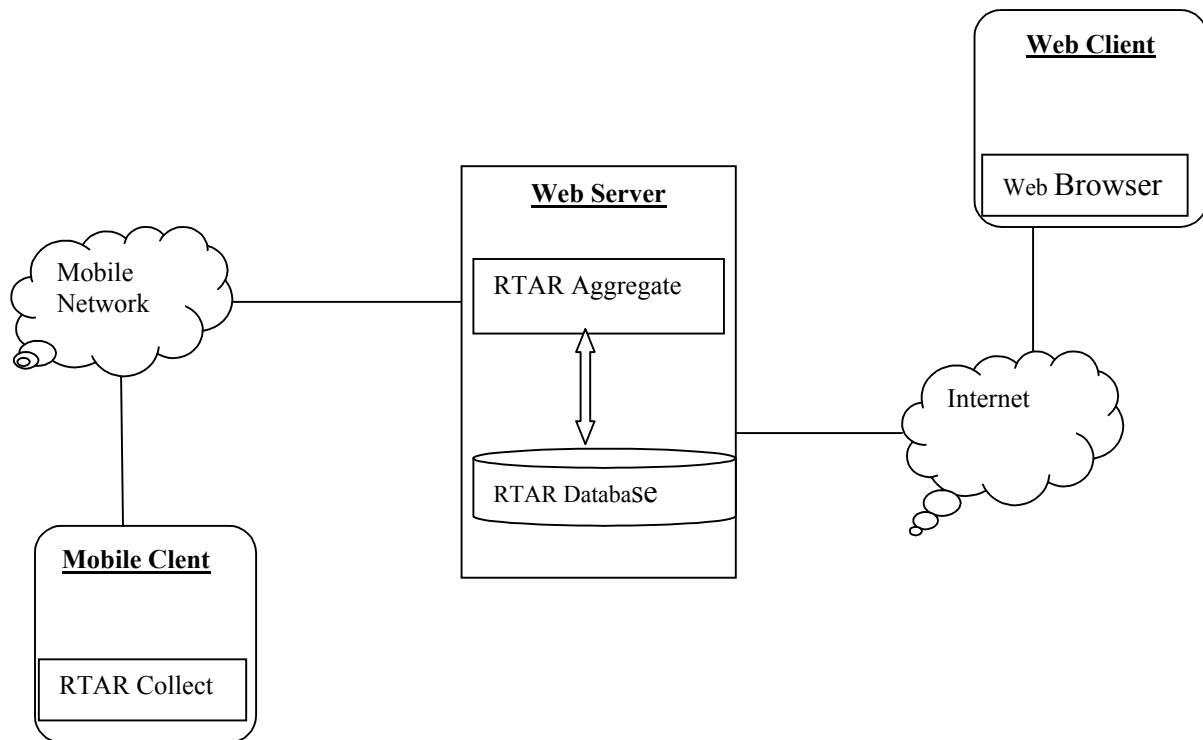 Web Client
Web Browser
Web Server
RTAR Aggregate
Mobile
Network
Internet
RTAR Database
Mobile Clent
RTAR Collect